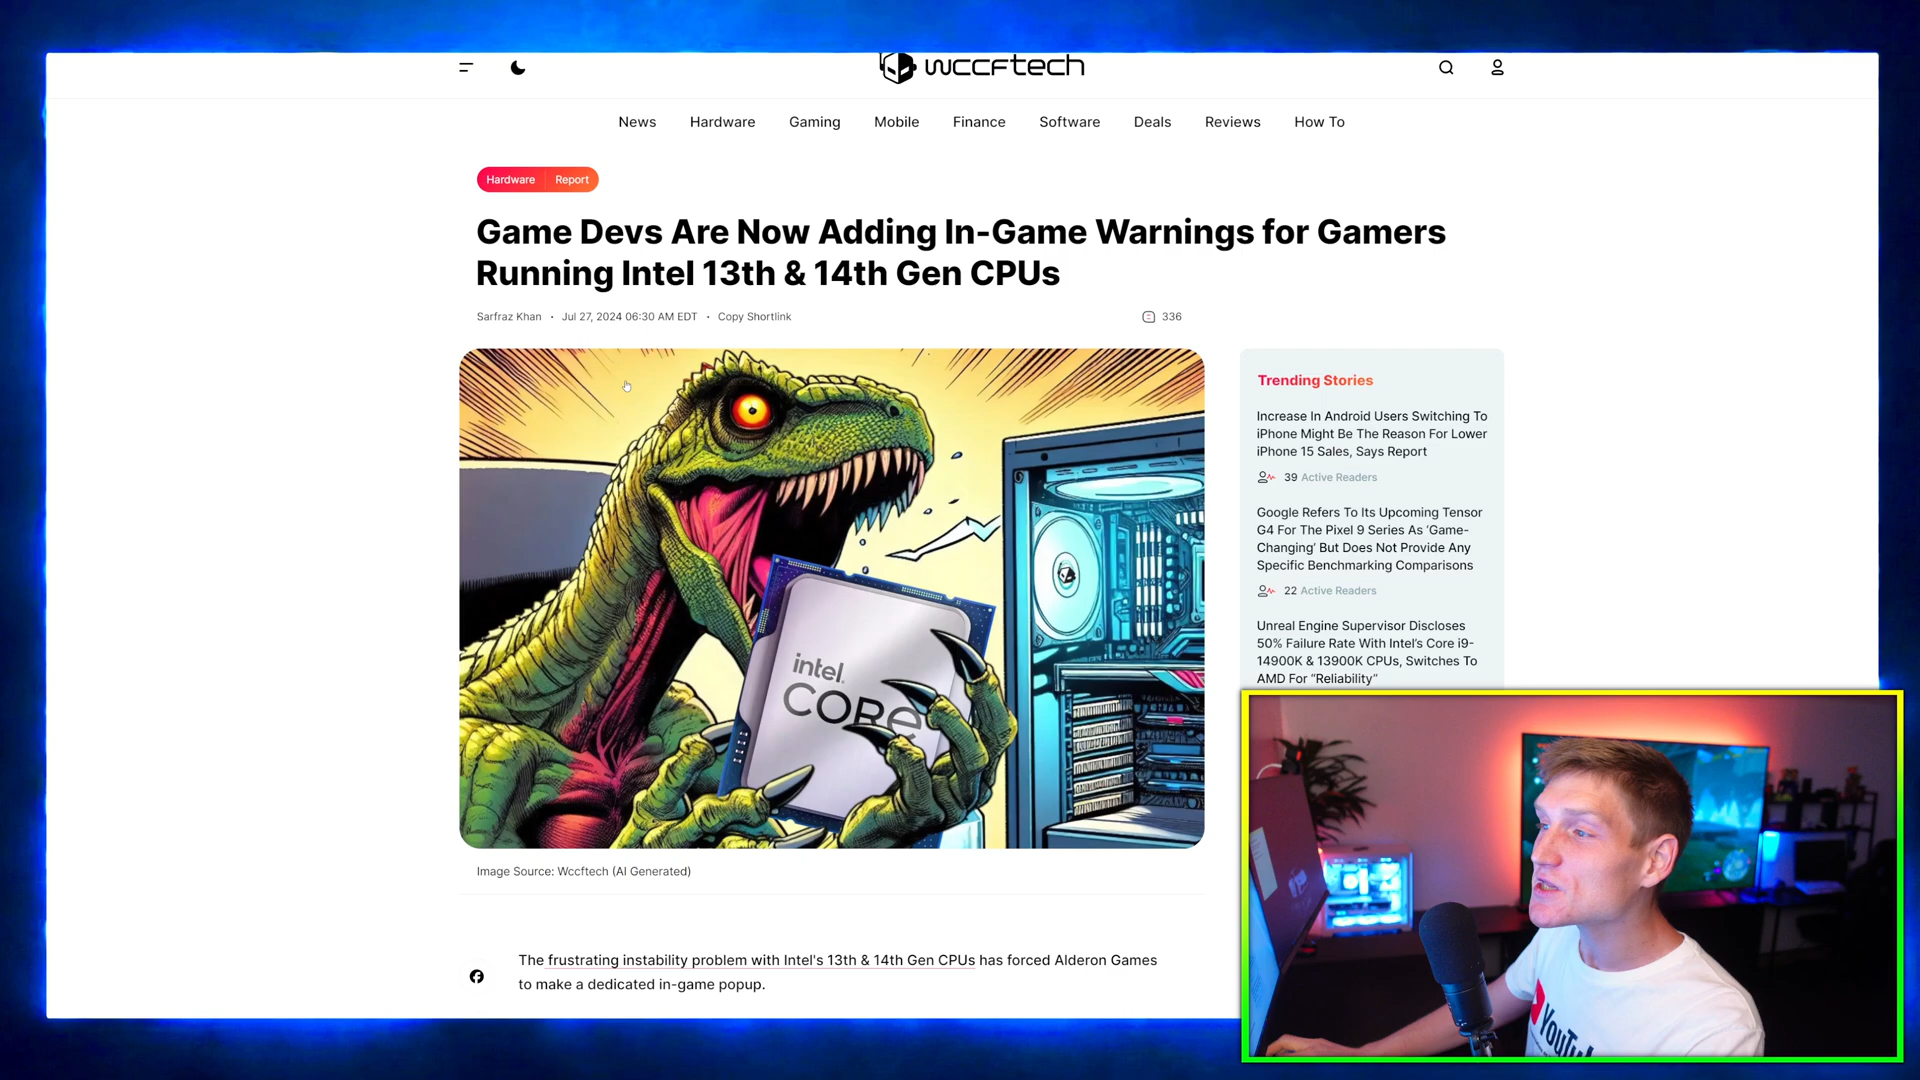 wccftech
News
Hardware
Gaming
Mobile
Finance
Software
Deals
Reviews
How To
Hardware
Report
Game Devs Are Now Adding In-Game Warnings for Gamers
Running Intel 13th & 14th Gen CPUs
Sarfraz Khan • Jul 27, 2024 06:30 AM EDT • Copy Shortlink
336
intel
CORE
Image Source: Wccftech (AI Generated)
The frustrating instability problem with Intel's 13th & 14th Gen CPUs has forced Alderon Games
to make a dedicated in-game popup.
Trending Stories
Increase In Android Users Switching To
iPhone Might Be The Reason For Lower
iPhone 15 Sales, Says Report
39 Active Readers
Google Refers To Its Upcoming Tensor
G4 For The Pixel 9 Series As ‘Game-
Changing’ But Does Not Provide Any
Specific Benchmarking Comparisons
22 Active Readers
Unreal Engine Supervisor Discloses
50% Failure Rate With Intel’s Core i9-
14900K & 13900K CPUs, Switches To
AMD For “Reliability”
YouTu